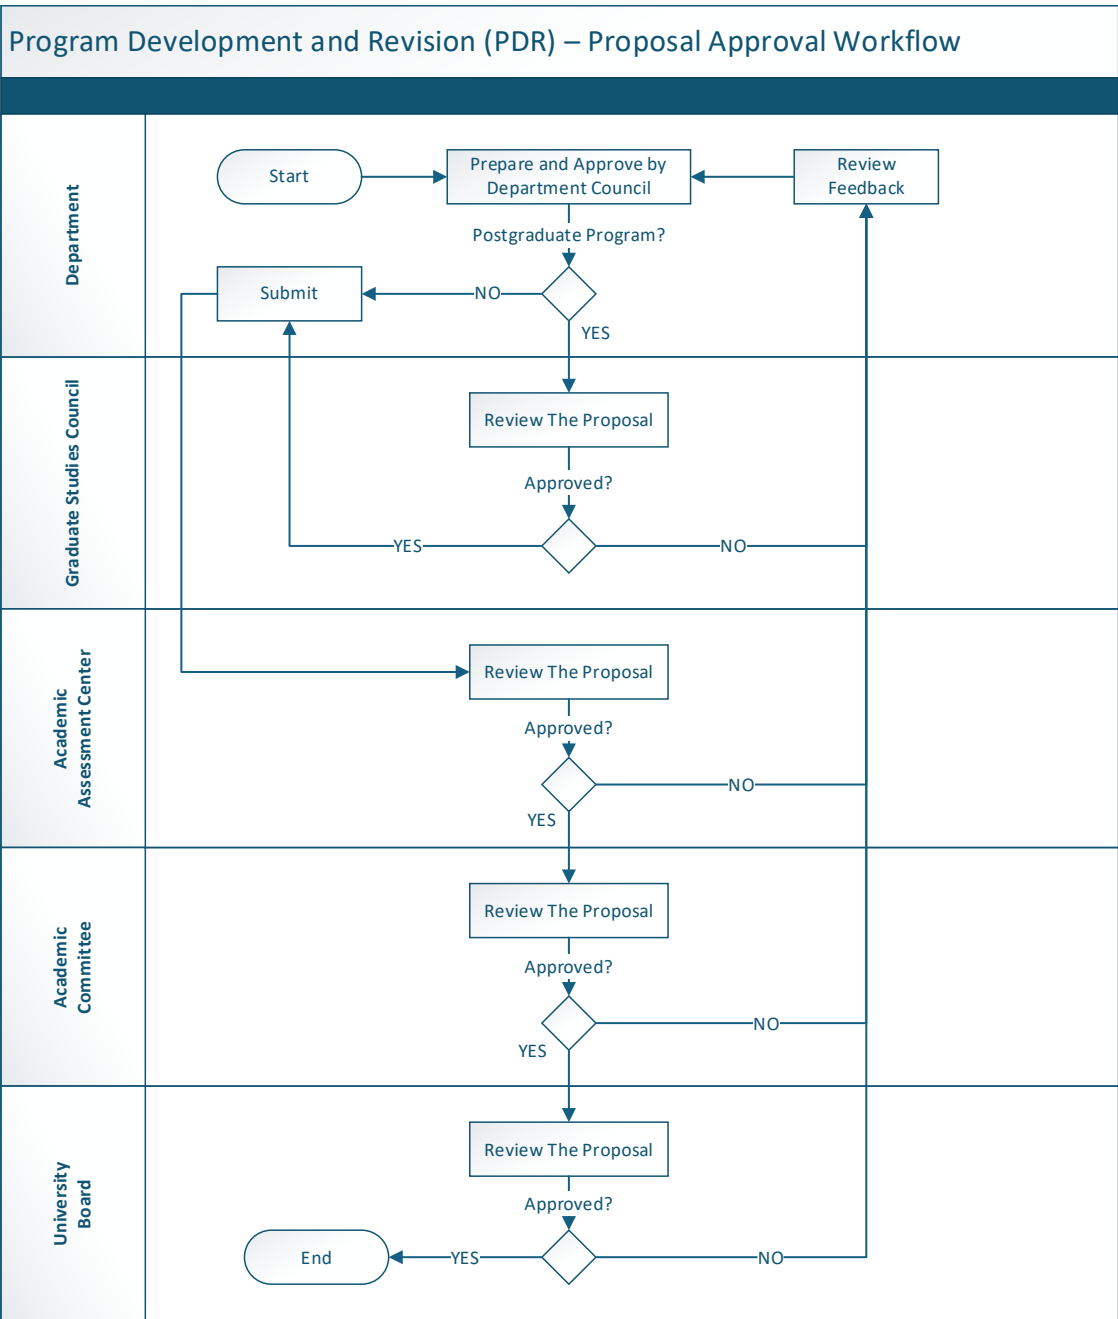 Program Development and Revision (PDR) – Proposal Approval Workflow
Department
Start
Prepare and Approve by
Department Council
Review
Feedback
Postgraduate Program?
Submit
NO
YES
Graduate Studies Council
Review The Proposal
Approved?
YES
NO
Academic
Assessment Center
Review The Proposal
Approved?
NO
YES
Academic
Committee
Review The Proposal
Approved?
NO
YES
University
Board
Review The Proposal
Approved?
End
YES
NO